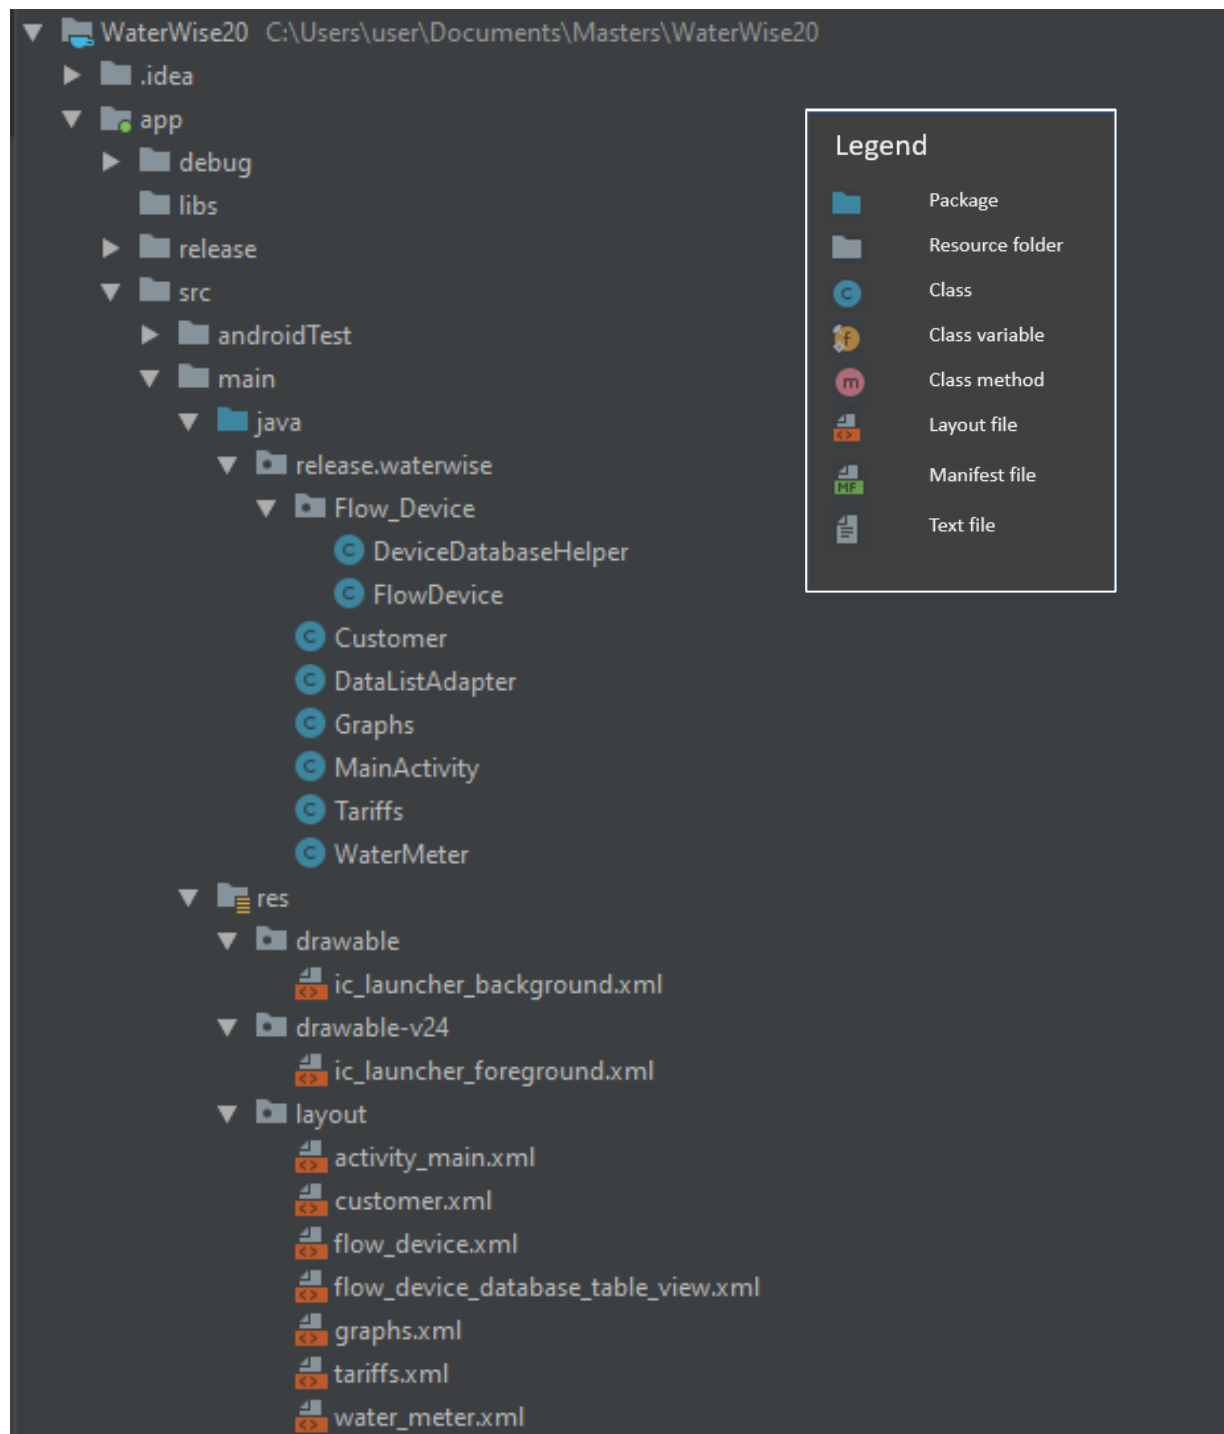 WaterWise20 C:\Users\user\Documents\Masters\WaterWise20
.idea
app
debug
libs
release
src
androidTest
main
java
release.waterwise
Flow_Device
DeviceDatabaseHelper
FlowDevice
Customer
DataListAdapter
Graphs
MainActivity
Tariffs
WaterMeter
res
drawable
ic_launcher_background.xml
drawable-v24
ic_launcher_foreground.xml
layout
activity_main.xml
customer.xml
flow_device.xml
flow_device_database_table_view.xml
graphs.xml
tariffs.xml
water_meter.xml
Legend
Package
Resource folder
C Class
f Class variable
m Class method
Layout file
MF Manifest file
Text file